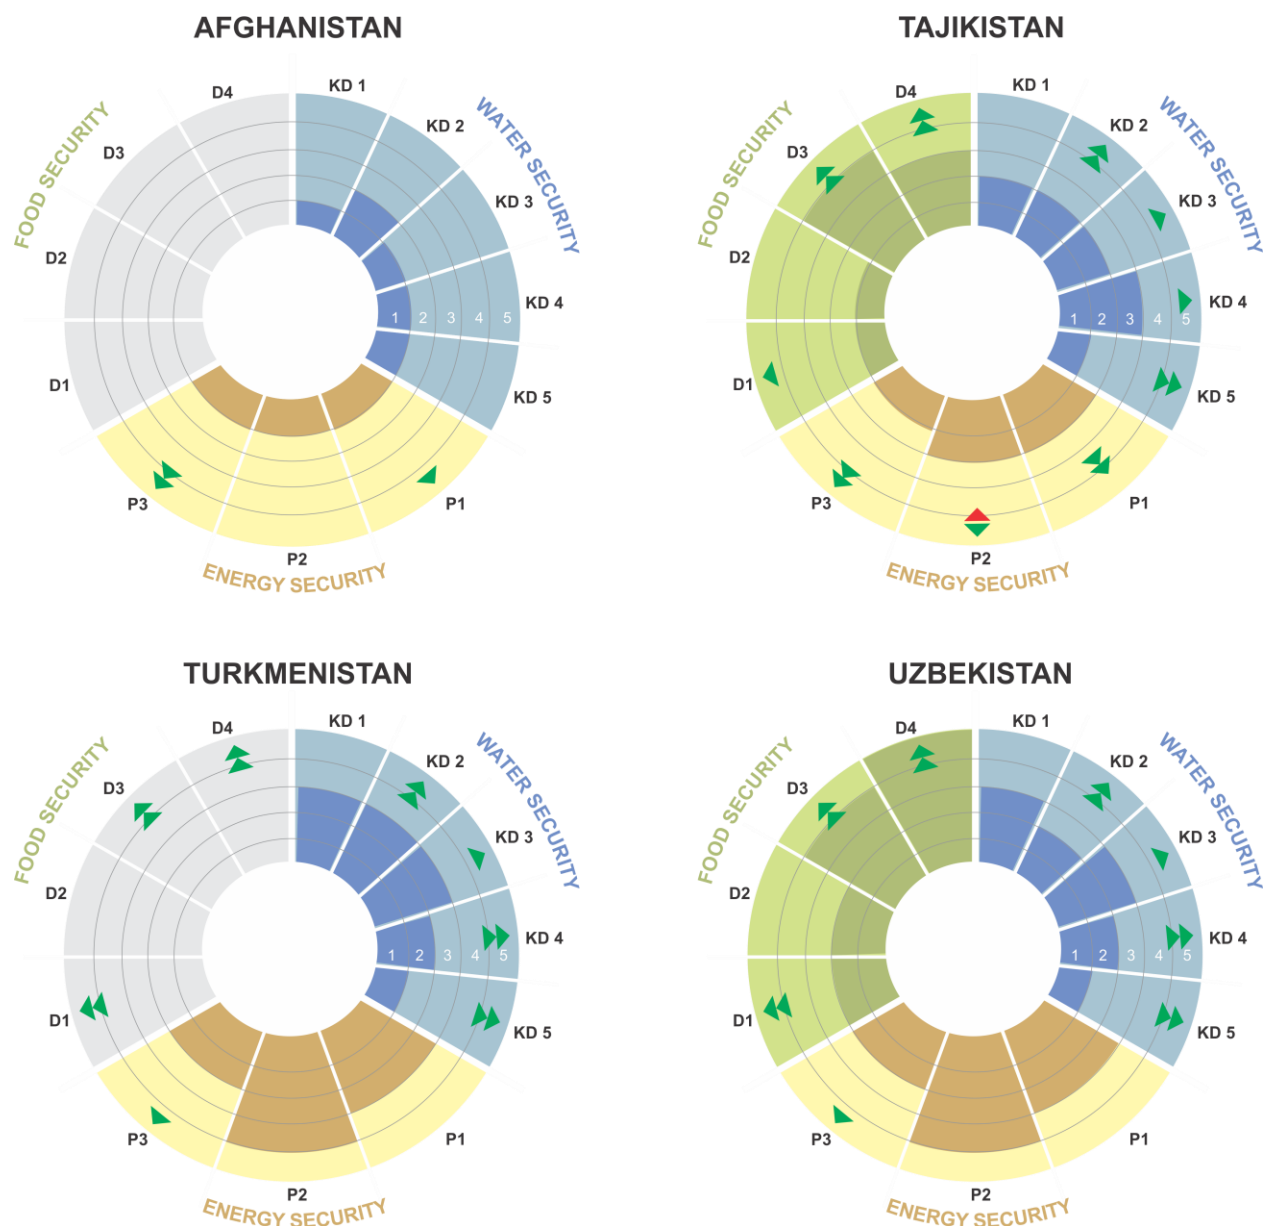 AFGHANISTAN
FOOD SECURITY
WATER SECURITY
ENERGY SECURITY
D4
KD 1
KD 2
D3
KD 3
D2
KD 4
1 2 3 4 5
D1
KD 5
P3
P1
P2
TAJIKISTAN
FOOD SECURITY
WATER SECURITY
ENERGY SECURITY
D4
KD 1
KD 2
D3
KD 3
D2
KD 4
1 2 3 4 5
D1
KD 5
P3
P1
P2
TURKMENISTAN
FOOD SECURITY
WATER SECURITY
ENERGY SECURITY
D4
KD 1
KD 2
D3
KD 3
D2
KD 4
1 2 3 4 5
D1
KD 5
P3
P1
P2
UZBEKISTAN
FOOD SECURITY
WATER SECURITY
ENERGY SECURITY
D4
KD 1
KD 2
D3
KD 3
D2
KD 4
1 2 3 4 5
D1
KD 5
P3
P1
P2